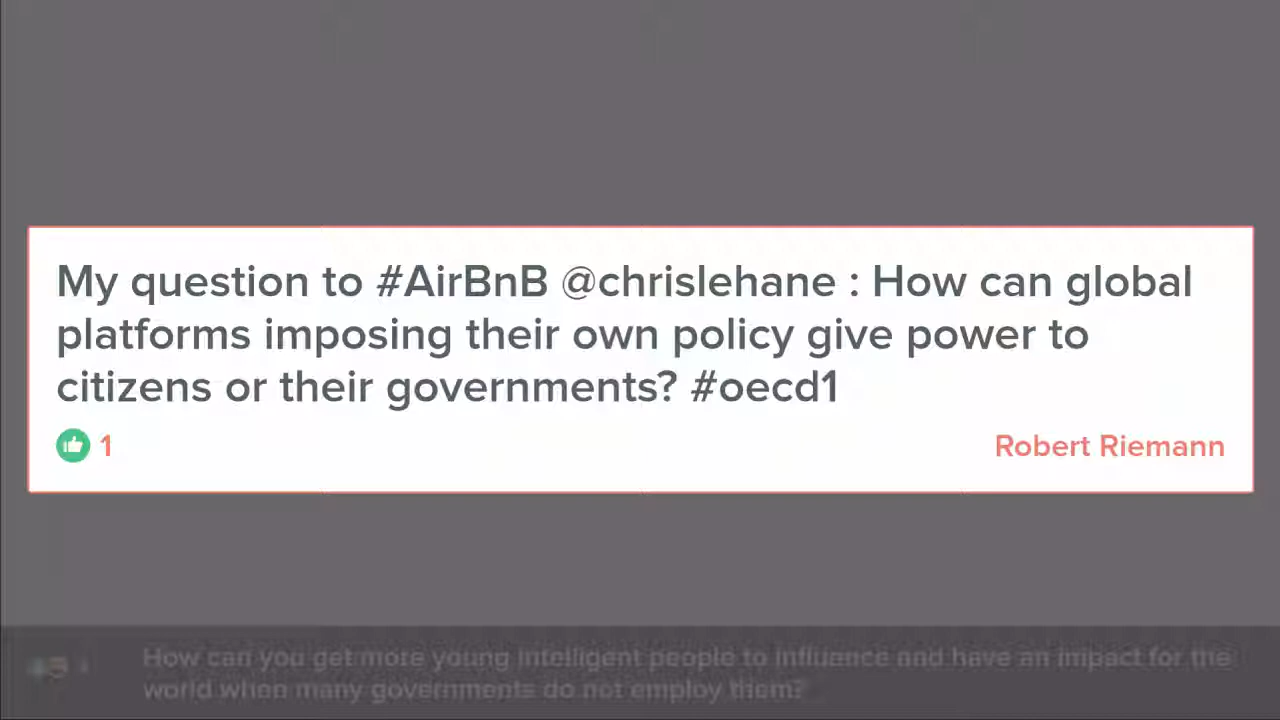 My question to #AirBnB @chrislehane : How can global
platforms imposing their own policy give power to
citizens or their governments? #oecd1
1
Robert Riemann
How can you get more young intelligent people to influence and have an impact for the
world when many governments do not employ them?